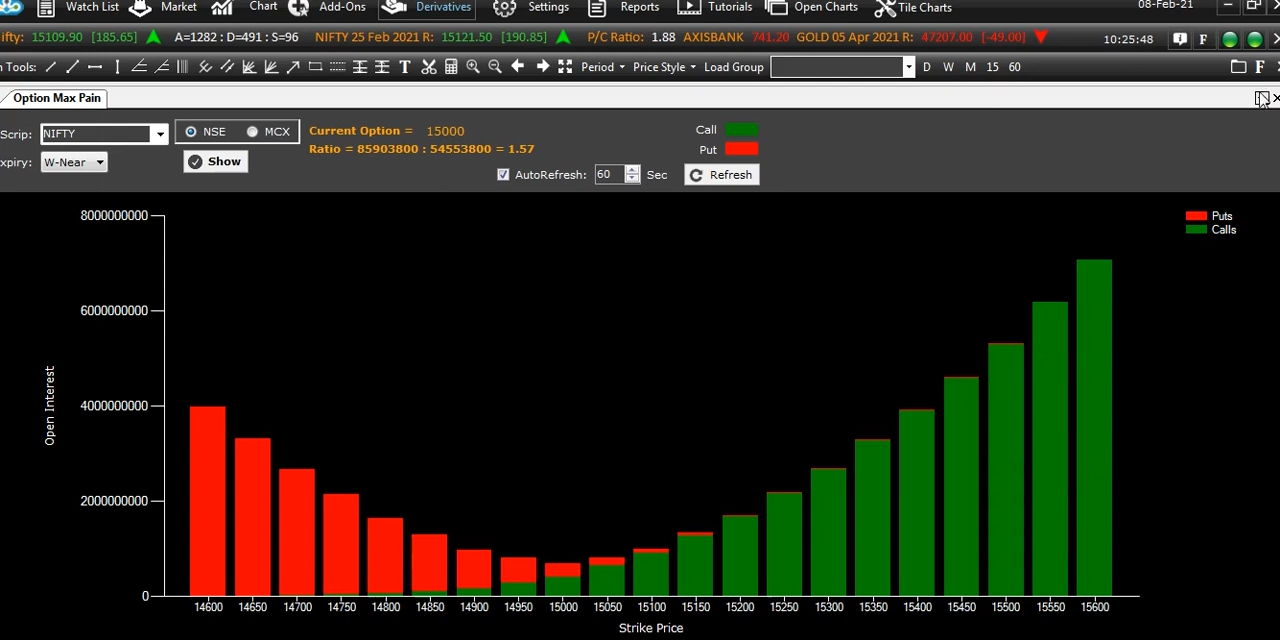 Watch List Market Chart Add-Ons Derivatives Settings Reports Tutorials Open Charts Tile Charts 08-Feb-21
ifty: 15109.90 [185.65] A=1282 : D=491 : S=96 NIFTY 25 Feb 2021 R: 15121.50 [190.85] P/C Ratio: 1.88 AXISBANK 741.20 GOLD 05 Apr 2021 R: 47207.00 [-49.00] 10:25:48 F
n Tools: T Period Price Style Load Group D W M 15 60 F
Option Max Pain
Scrip: NIFTY NSE MCX Current Option = 15000 Call
Ratio = 85903800 : 54553800 = 1.57 Put
xpiry: W-Near Show
AutoRefresh: 60 Sec Refresh
8000000000
Puts
Calls
6000000000
4000000000
Open Interest
2000000000
0
14600 14650 14700 14750 14800 14850 14900 14950 15000 15050 15100 15150 15200 15250 15300 15350 15400 15450 15500 15550 15600
Strike Price